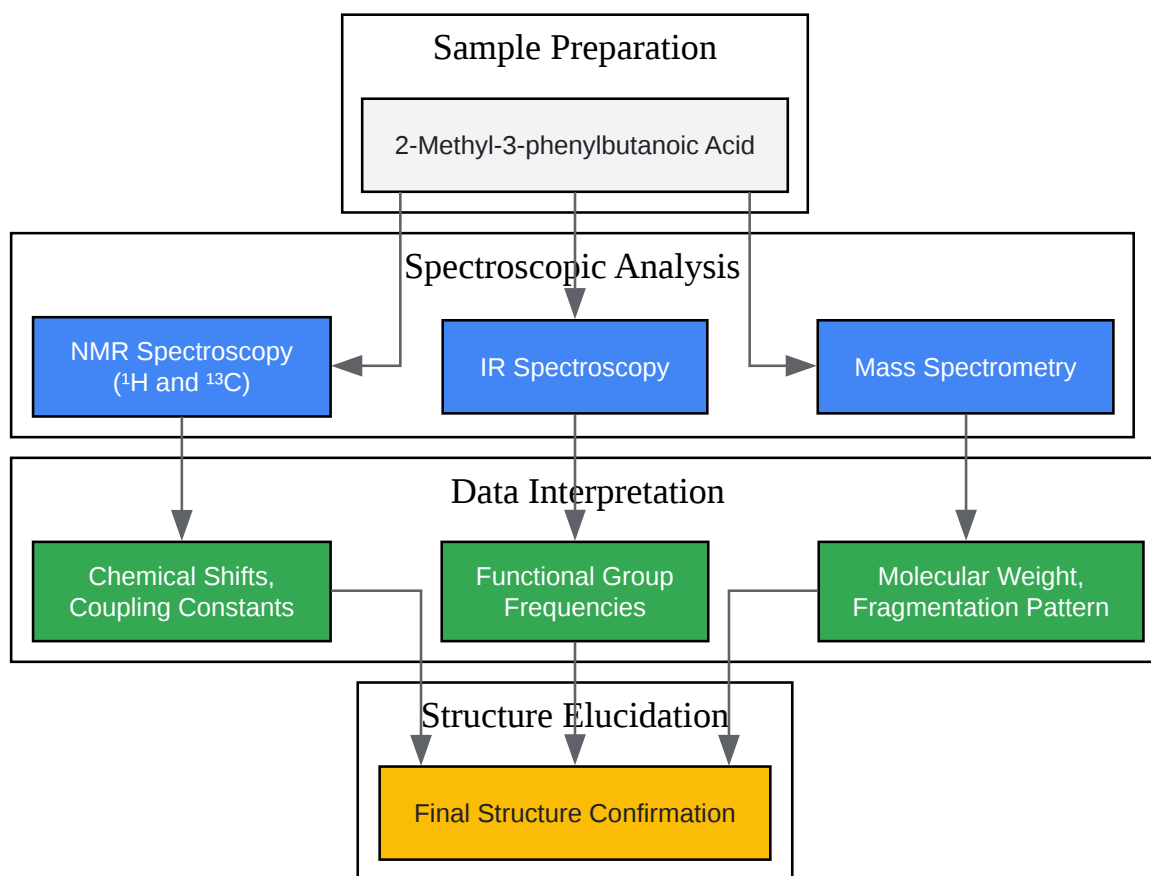 Sample Preparation
2-Methyl-3-phenylbutanoic Acid
Spectroscopic Analysis
NMR Spectroscopy
(¹H and ¹³C)
IR Spectroscopy
Mass Spectrometry
Data Interpretation
Chemical Shifts,
Coupling Constants
Functional Group
Frequencies
Molecular Weight,
Fragmentation Pattern
Structure Elucidation
Final Structure Confirmation